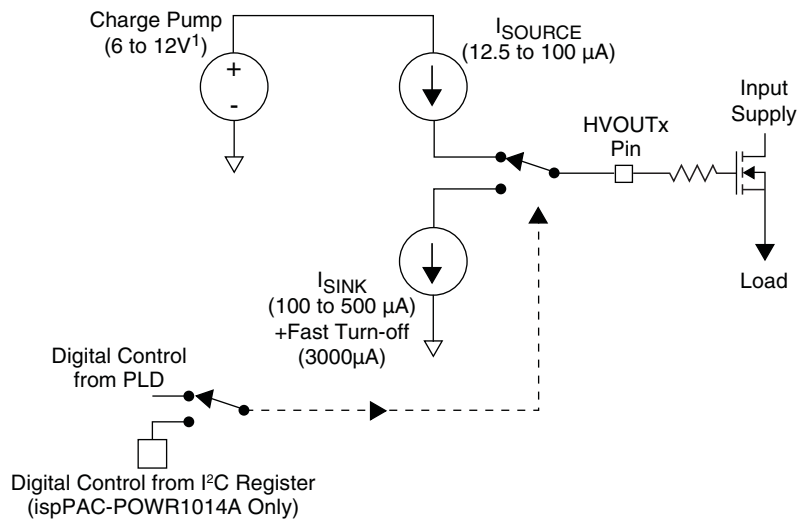 Charge Pump
(6 to 12V¹)
+
-
ISOURCE
(12.5 to 100 µA)
Input
Supply
HVOUTx
Pin
ISINK
(100 to 500 µA)
+Fast Turn-off
(3000µA)
Load
Digital Control
from PLD
Digital Control from I²C Register
(ispPAC-POWR1014A Only)